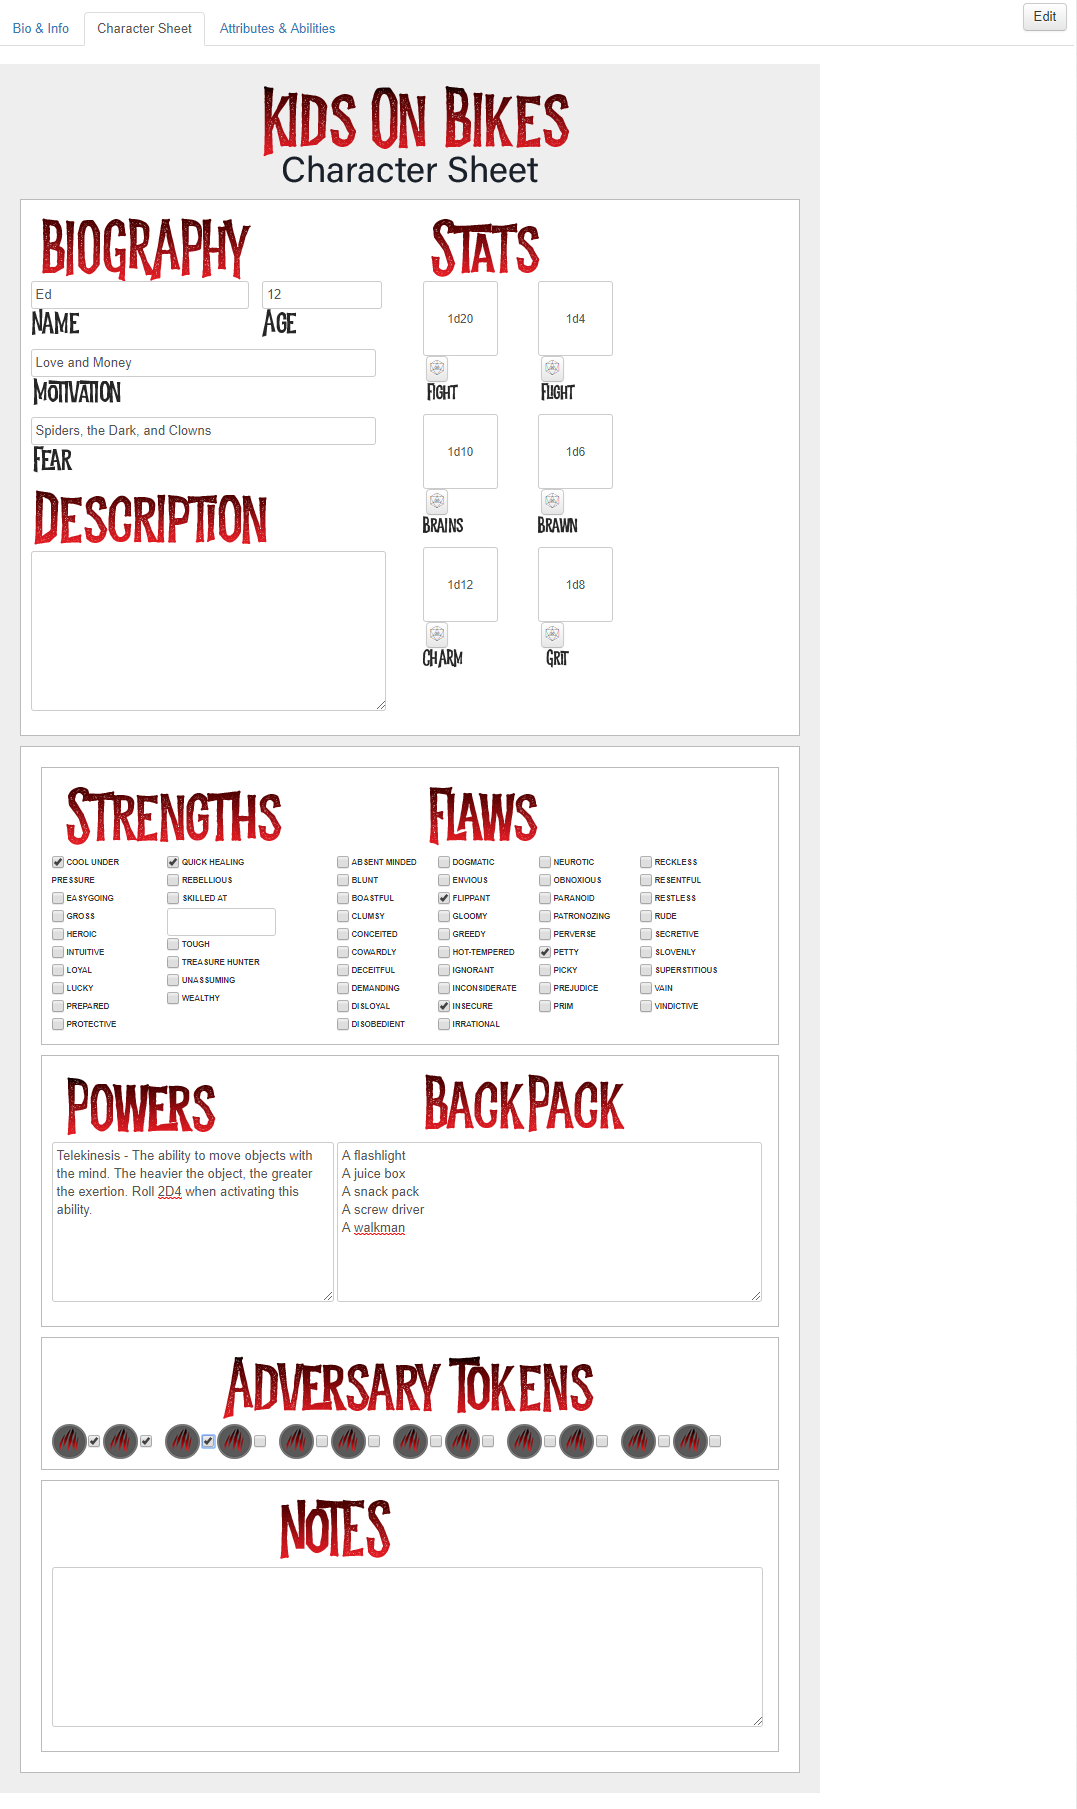 Bio & Info
Character Sheet
Attributes & Abilities
Edit
Kids On Bikes
Character Sheet
Biography
Ed
12
Name
Age
Love and Money
Motivation
Spiders, the Dark, and Clowns
Fear
Description
Stats
1d20
1d4
Fight
Flight
1d10
1d6
Brains
Brawn
1d12
1d8
Charm
Grit
Strengths
COOL UNDER
PRESSURE
EASYGOING
GROSS
HEROIC
INTUITIVE
LOYAL
LUCKY
PREPARED
PROTECTIVE
QUICK HEALING
REBELLIOUS
SKILLED AT
TOUGH
TREASURE HUNTER
UNASSUMING
WEALTHY
Flaws
ABSENT MINDED
BLUNT
BOASTFUL
CLUMSY
CONCEITED
COWARDLY
DECEITFUL
DEMANDING
DISLOYAL
DISOBEDIENT
DOGMATIC
ENVIOUS
FLIPPANT
GLOOMY
GREEDY
HOT-TEMPERED
IGNORANT
INCONSIDERATE
INSECURE
IRRATIONAL
NEUROTIC
OBNOXIOUS
PARANOID
PATRONOZING
PERVERSE
PETTY
PICKY
PREJUDICE
PRIM
RECKLESS
RESENTFUL
RESTLESS
RUDE
SECRETIVE
SLOVENLY
SUPERSTITIOUS
VAIN
VINDICTIVE
Powers
Telekinesis - The ability to move objects with
the mind. The heavier the object, the greater
the exertion. Roll 2D4 when activating this
ability.
BackPack
A flashlight
A juice box
A snack pack
A screw driver
A walkman
Adversary Tokens
Notes